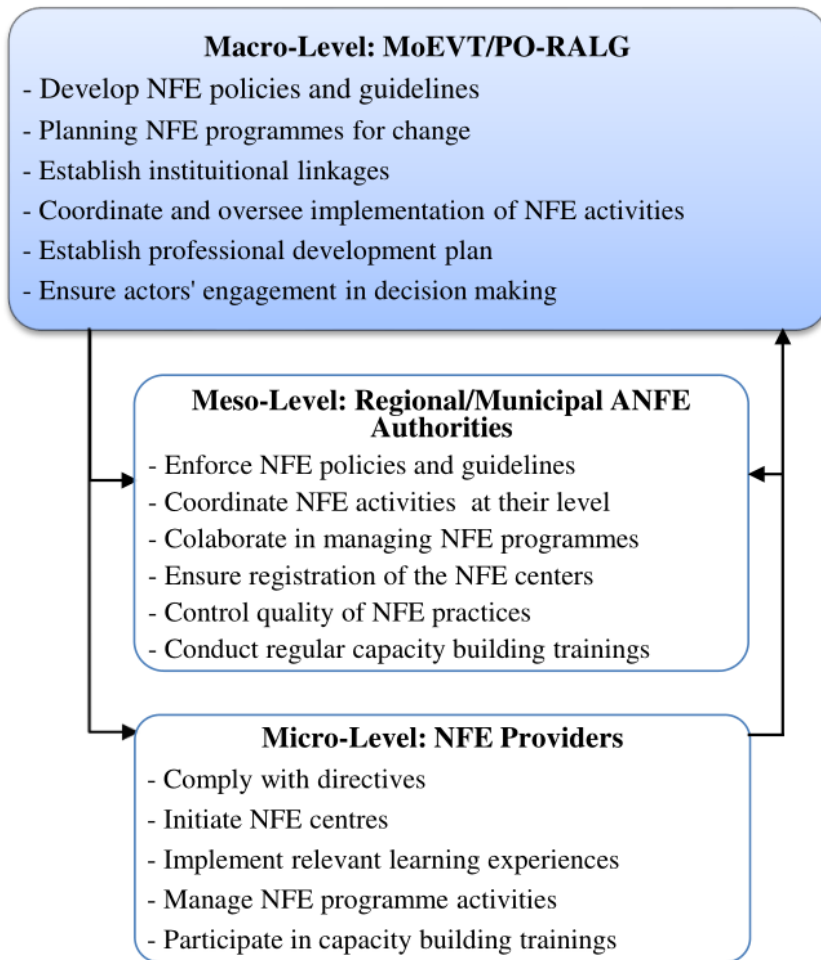 Macro-Level: MoEVT/PO-RALG
- Develop NFE policies and guidelines
- Planning NFE programmes for change
- Establish instituitional linkages
- Coordinate and oversee implementation of NFE activities
- Establish professional development plan
- Ensure actors' engagement in decision making
Meso-Level: Regional/Municipal ANFE
Authorities
- Enforce NFE policies and guidelines
- Coordinate NFE activities at their level
- Colaborate in managing NFE programmes
- Ensure registration of the NFE centers
- Control quality of NFE practices
- Conduct regular capacity building trainings
Micro-Level: NFE Providers
- Comply with directives
- Initiate NFE centres
- Implement relevant learning experiences
- Manage NFE programme activities
- Participate in capacity building trainings